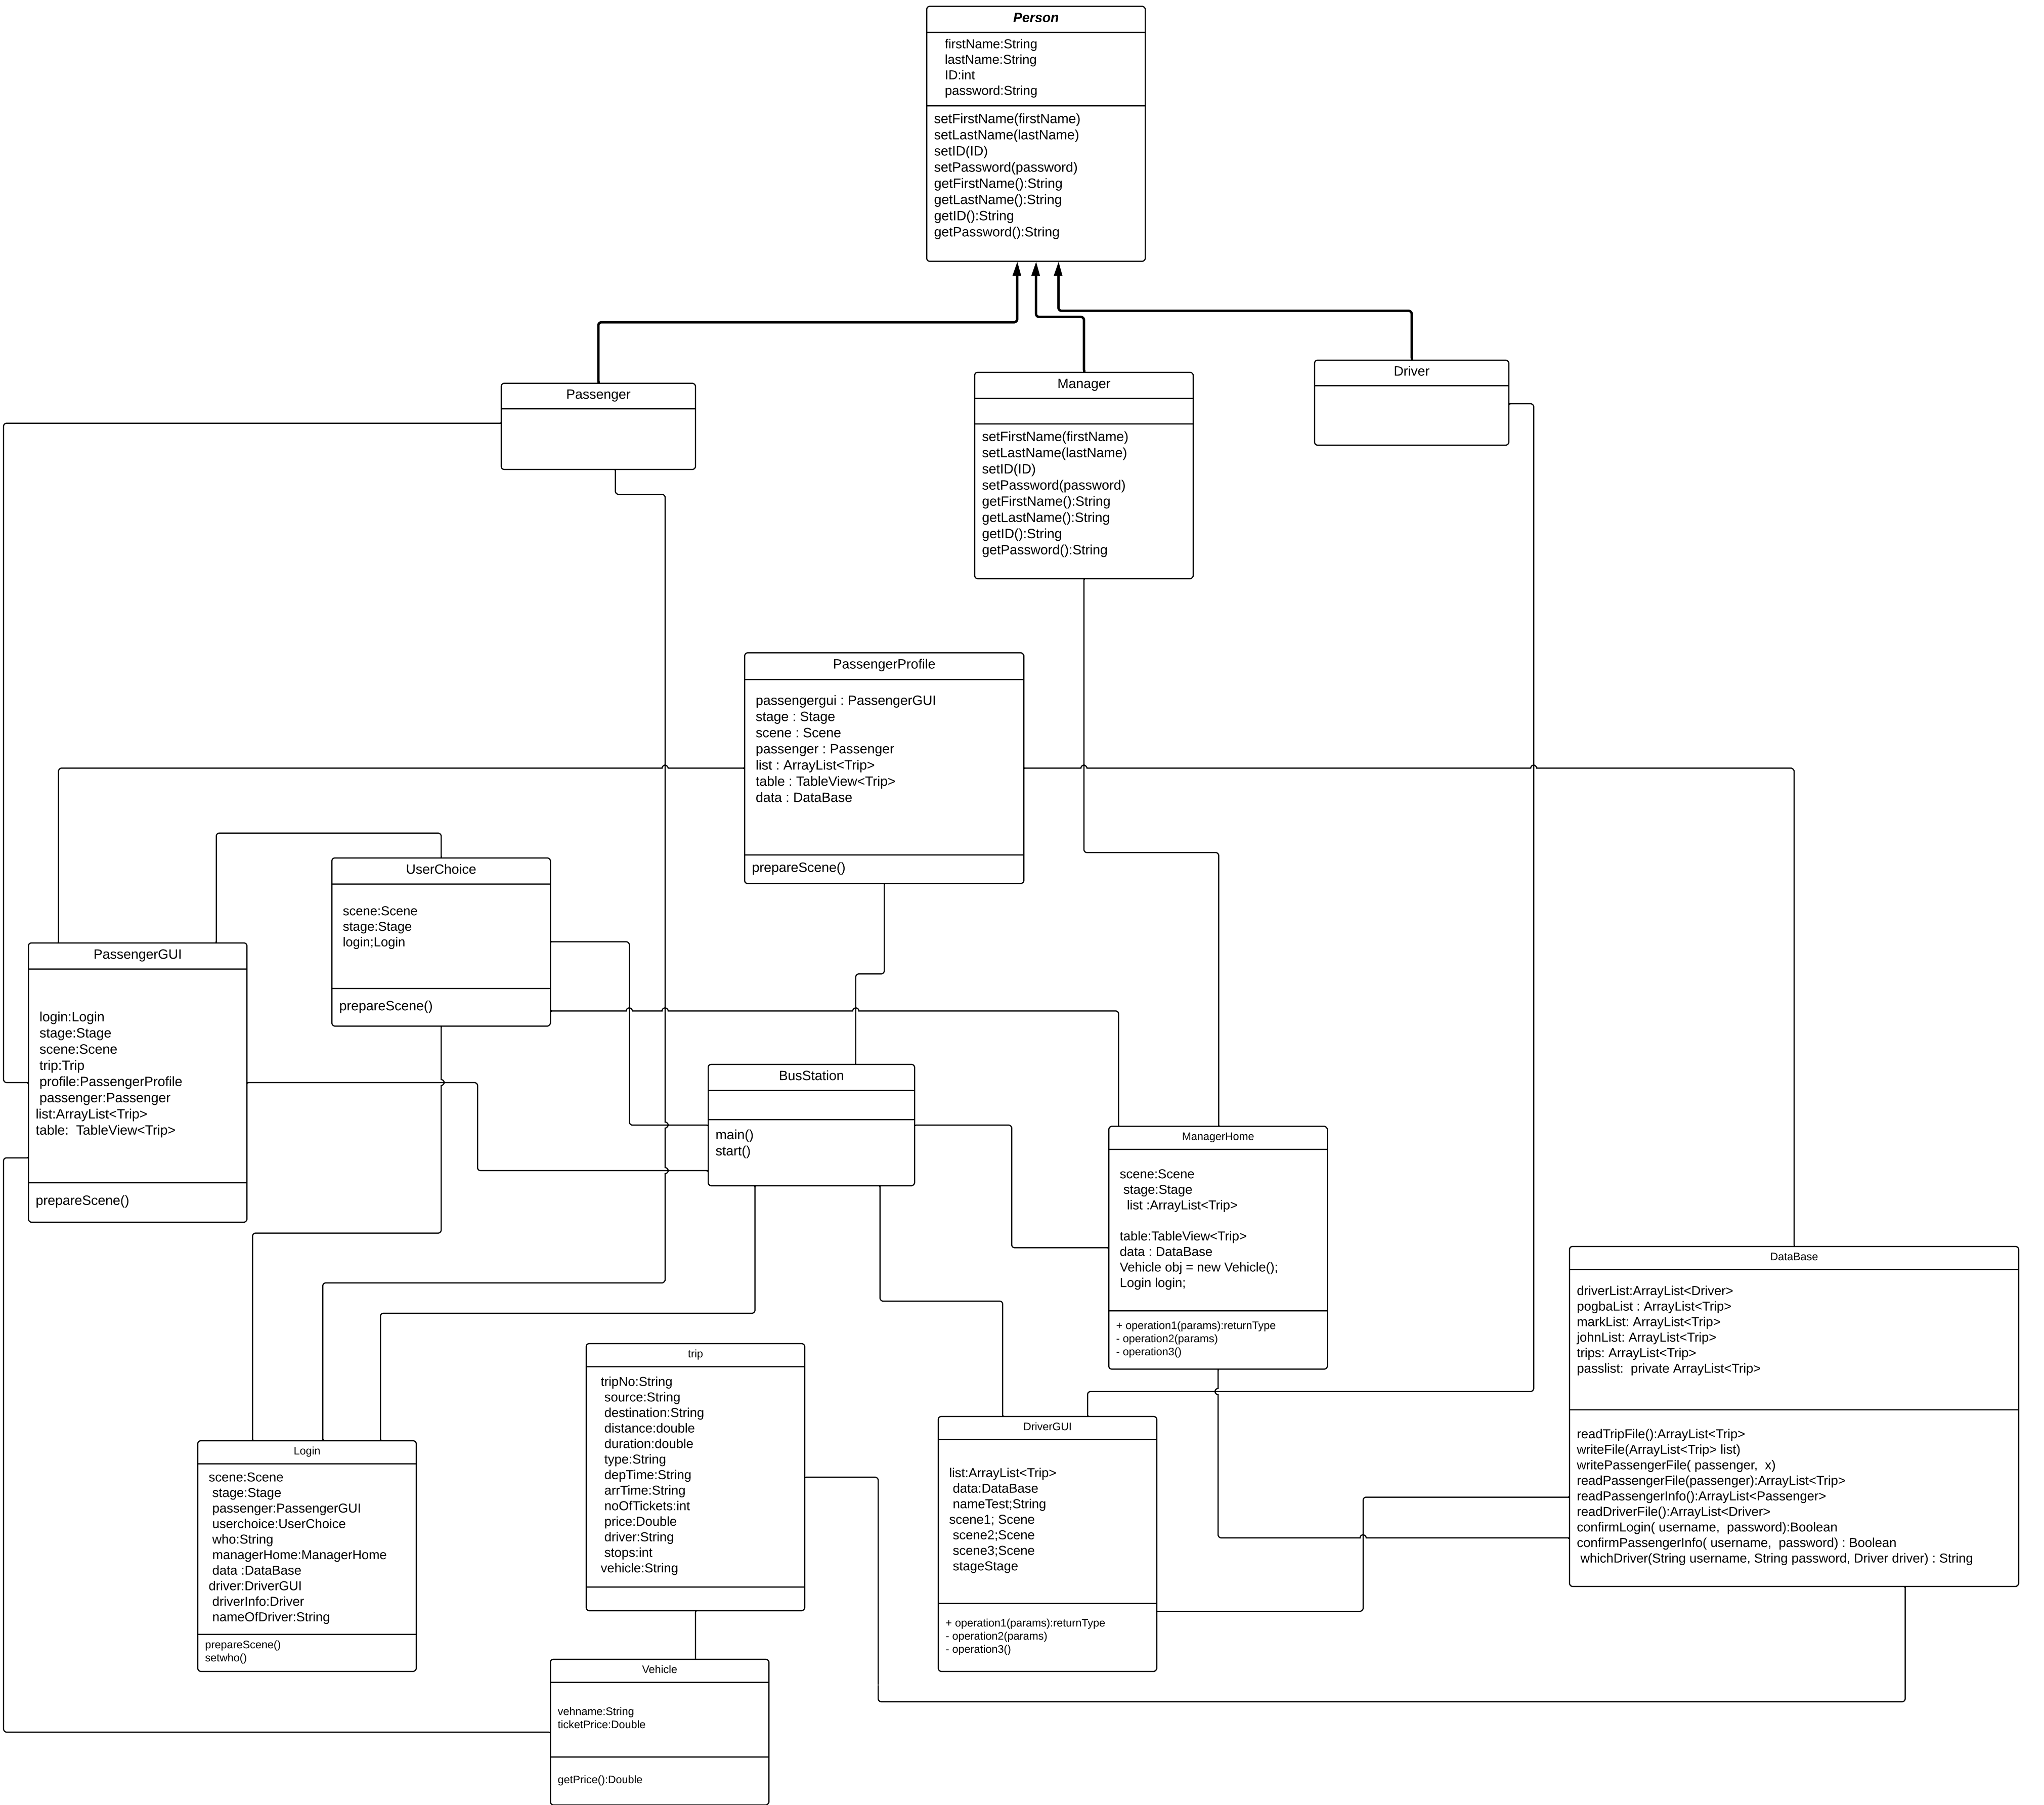 Person
firstName:String
lastName:String
ID:int
password:String
setFirstName(firstName)
setLastName(lastName)
setID(ID)
setPassword(password)
getFirstName():String
getLastName():String
getID():String
getPassword():String
Passenger
Manager
setFirstName(firstName)
setLastName(lastName)
setID(ID)
setPassword(password)
getFirstName():String
getLastName():String
getID():String
getPassword():String
Driver
PassengerProfile
passengergui : PassengerGUI
stage : Stage
scene : Scene
passenger : Passenger
list : ArrayList<Trip>
table : TableView<Trip>
data : DataBase
prepareScene()
UserChoice
scene:Scene
stage:Stage
login;Login
prepareScene()
PassengerGUI
login:Login
stage:Stage
scene:Scene
trip:Trip
profile:PassengerProfile
passenger:Passenger
list:ArrayList<Trip>
table:  TableView<Trip>
prepareScene()
BusStation
main()
start()
ManagerHome
scene:Scene
stage:Stage
list :ArrayList<Trip>
table:TableView<Trip>
data : DataBase
Vehicle obj = new Vehicle();
Login login;
+ operation1(params):returnType
- operation2(params)
- operation3()
DataBase
driverList:ArrayList<Driver>
pogbaList : ArrayList<Trip>
markList: ArrayList<Trip>
johnList: ArrayList<Trip>
trips: ArrayList<Trip>
passlist:  private ArrayList<Trip>
readTripFile():ArrayList<Trip>
writeFile(ArrayList<Trip> list)
writePassengerFile( passenger,  x)
readPassengerFile(passenger):ArrayList<Trip>
readPassengerInfo():ArrayList<Passenger>
readDriverFile():ArrayList<Driver>
confirmLogin( username,  password):Boolean
confirmPassengerInfo( username,  password) : Boolean
whichDriver(String username, String password, Driver driver) : String
trip
tripNo:String
source:String
destination:String
distance:double
duration:double
type:String
depTime:String
arrTime:String
noOfTickets:int
price:Double
driver:String
stops:int
vehicle:String
DriverGUI
list:ArrayList<Trip>
data:DataBase
nameTest;String
scene1; Scene
scene2;Scene
scene3;Scene
stageStage
+ operation1(params):returnType
- operation2(params)
- operation3()
Login
scene:Scene
stage:Stage
passenger:PassengerGUI
userchoice:UserChoice
who:String
managerHome:ManagerHome
data :DataBase
driver:DriverGUI
driverInfo:Driver
nameOfDriver:String
prepareScene()
setwho()
Vehicle
vehname:String
ticketPrice:Double
getPrice():Double